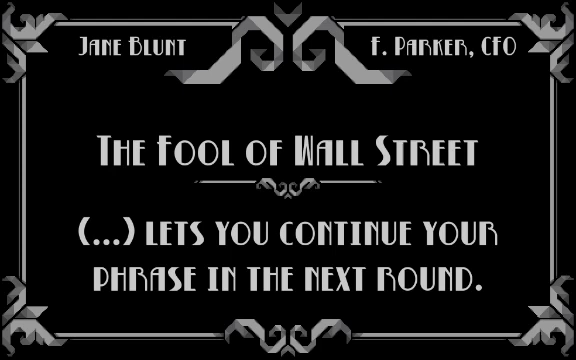 Jane Blunt
F. Parker, CFO
The Fool of Wall Street
(...) lets you continue your
phrase in the next round.